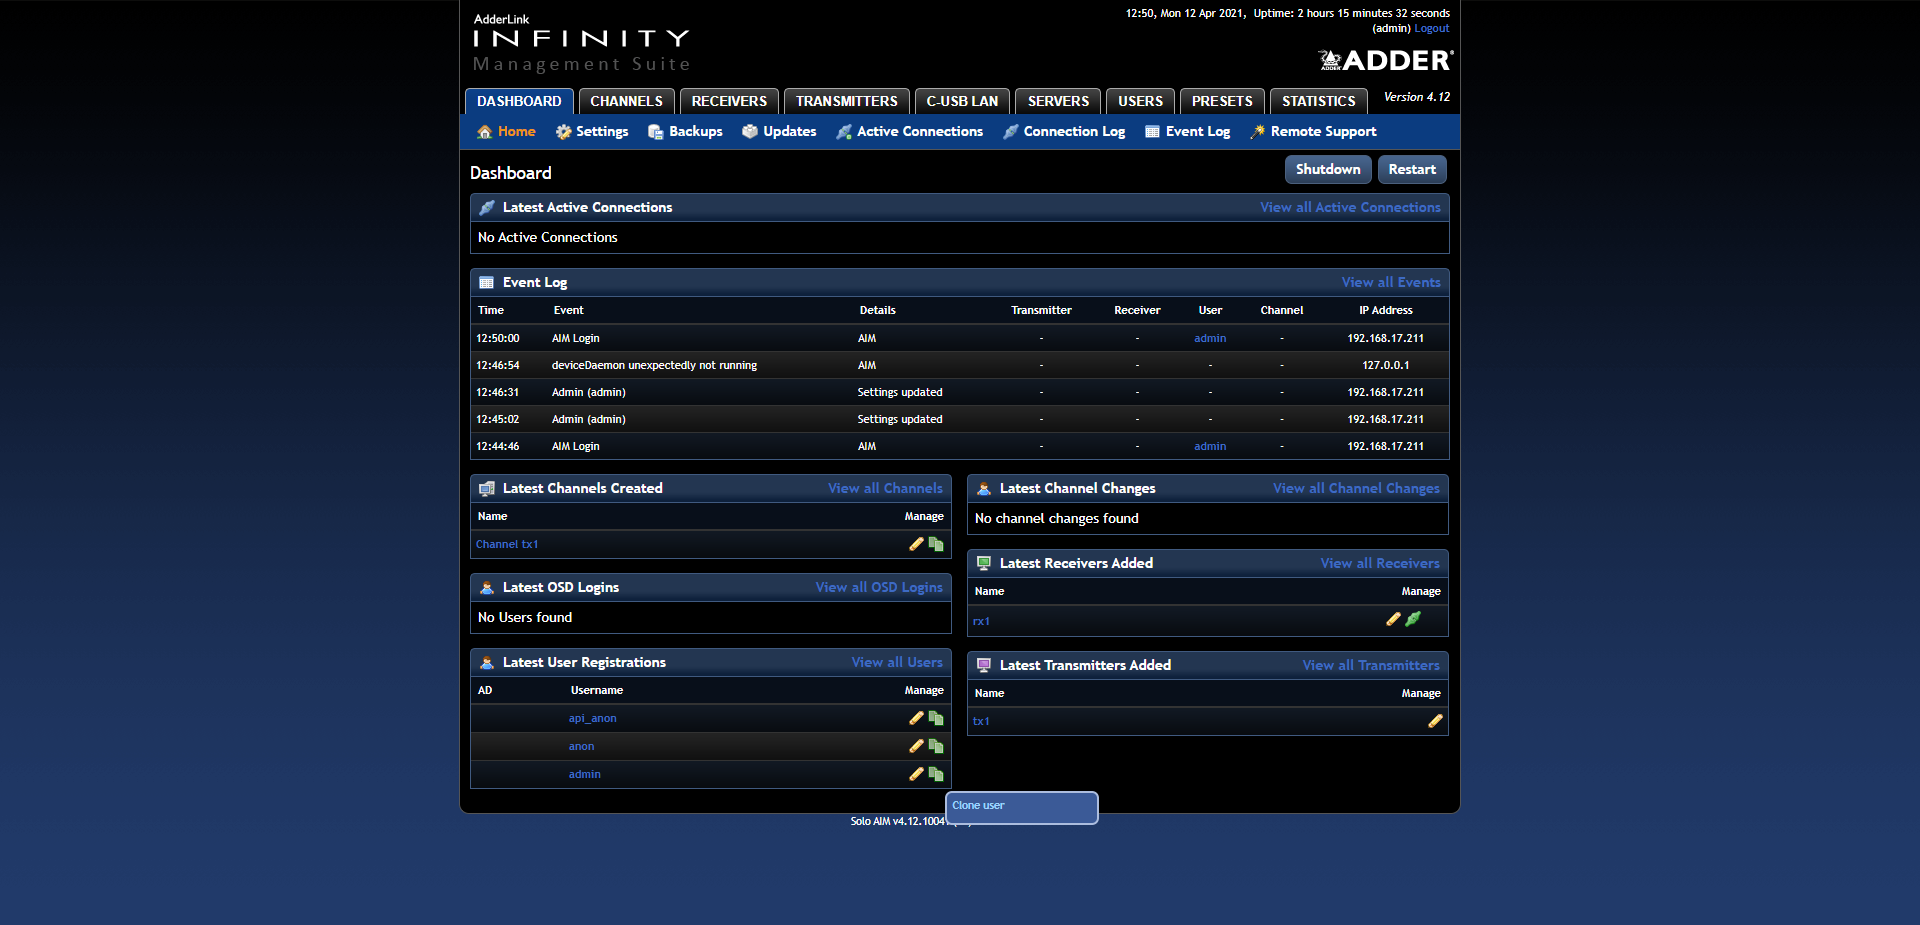 AdderLink
INFINITY
Management Suite
12:50, Mon 12 Apr 2021, Uptime: 2 hours 15 minutes 32 seconds
(admin) Logout
ADDER ADDER®
DASHBOARD CHANNELS RECEIVERS TRANSMITTERS C-USB LAN SERVERS USERS PRESETS STATISTICS Version 4.12
Home Settings Backups Updates Active Connections Connection Log Event Log Remote Support
Dashboard Shutdown Restart
Latest Active Connections View all Active Connections
No Active Connections
Event Log View all Events
Time Event Details Transmitter Receiver User Channel IP Address
12:50:00 AIM Login AIM - - admin - 192.168.17.211
12:46:54 deviceDaemon unexpectedly not running AIM - - - - 127.0.0.1
12:46:31 Admin (admin) Settings updated - - - - 192.168.17.211
12:45:02 Admin (admin) Settings updated - - - - 192.168.17.211
12:44:46 AIM Login AIM - - admin - 192.168.17.211
Latest Channels Created View all Channels
Name Manage
Channel tx1
Latest OSD Logins View all OSD Logins
No Users found
Latest User Registrations View all Users
AD Username Manage
api_anon
anon
admin
Latest Channel Changes View all Channel Changes
No channel changes found
Latest Receivers Added View all Receivers
Name Manage
rx1
Latest Transmitters Added View all Transmitters
Name Manage
tx1
Clone user
Solo AIM v4.12.1004